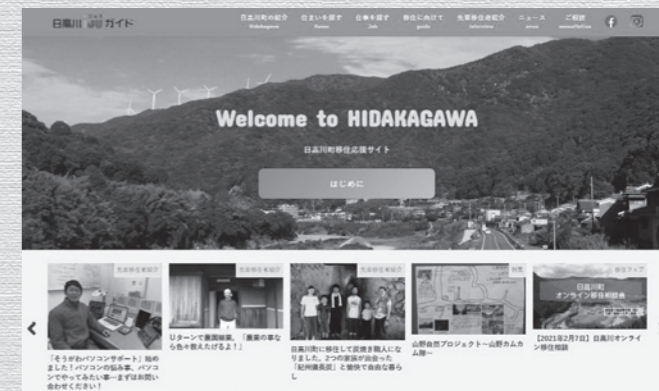 日高川 ガイド
日高川町の紹介 住まいを探す 仕事を探す 移住に向けて 先輩移住者紹介 ニュース ご相談
Hidakagawa house Job guide interview news consultation
Welcome to HIDAKAGAWA
日高川町移住応援サイト
はじめに
先輩移住者紹介
「そうがわパソコンサポート」始め
ました!パソコンの悩み事、パソコ
ンでやってみたい事…まずはお問い
合わせください!
先輩移住者紹介
Uターンで農園継業。「農業の事な
ら色々教えたげるよ!」
先輩移住者紹介
日高川町に移住して炭焼き職人にな
りました。2つの家族が出会った
「紀州備長炭」と愉快で自由な暮ら
し
特集
山野自然プロジェクト~山野カムカ
ム隊~
移住フェア
日高川町
オンライン移住相談会
【2021年2月7日】日高川オンライ
ン移住相談